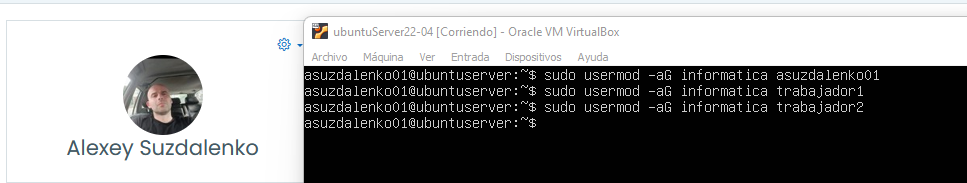 ubuntuServer22-04 [Corriendo] - Oracle VM VirtualBox
Archivo Máquina Ver Entrada Dispositivos Ayuda
asuzdalenko01@ubuntuserver:~$ sudo usermod -aG informatica asuzdalenko01
asuzdalenko01@ubuntuserver:~$ sudo usermod -aG informatica trabajador1
asuzdalenko01@ubuntuserver:~$ sudo usermod -aG informatica trabajador2
asuzdalenko01@ubuntuserver:~$
Alexey Suzdalenko